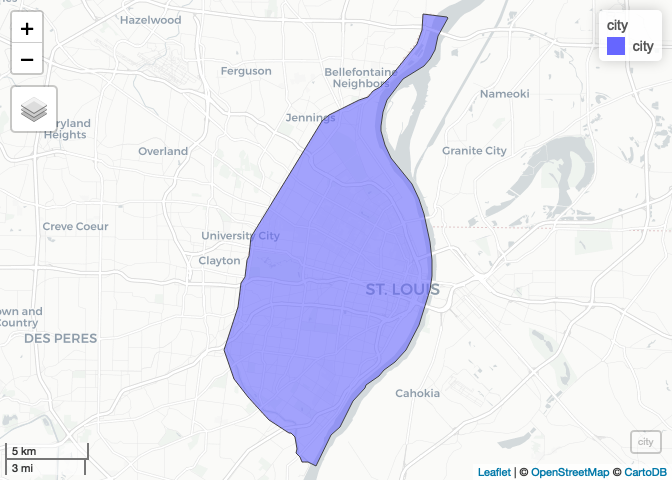 +
−
Hazelwood
city
city
Ferguson
Bellefontaine
Neighbors
Nameoki
Jennings
ryland
Heights
Overland
Granite City
Creve Coeur
University City
Clayton
ST. LOUIS
own and
Country
DES PERES
Cahokia
city
5 km
3 mi
Leaflet | © OpenStreetMap © CartoDB